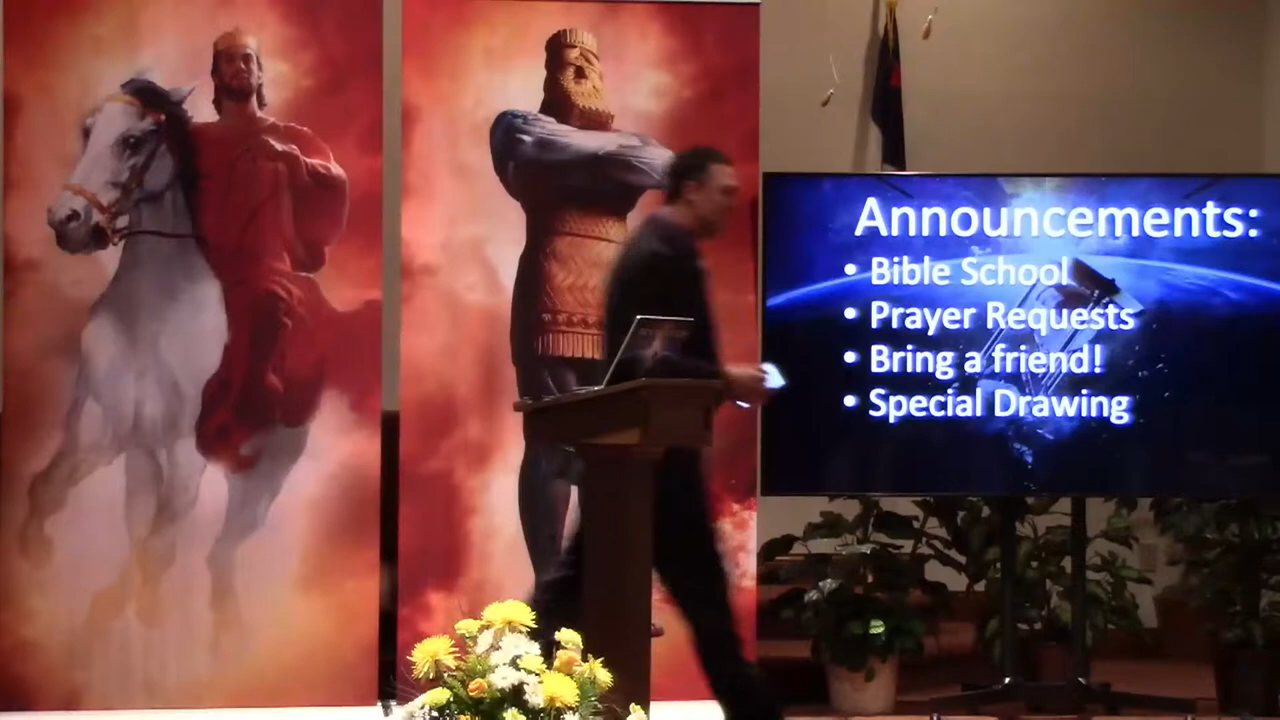 Announcements:
• Bible School
• Prayer Requests
• Bring a friend!
• Special Drawing